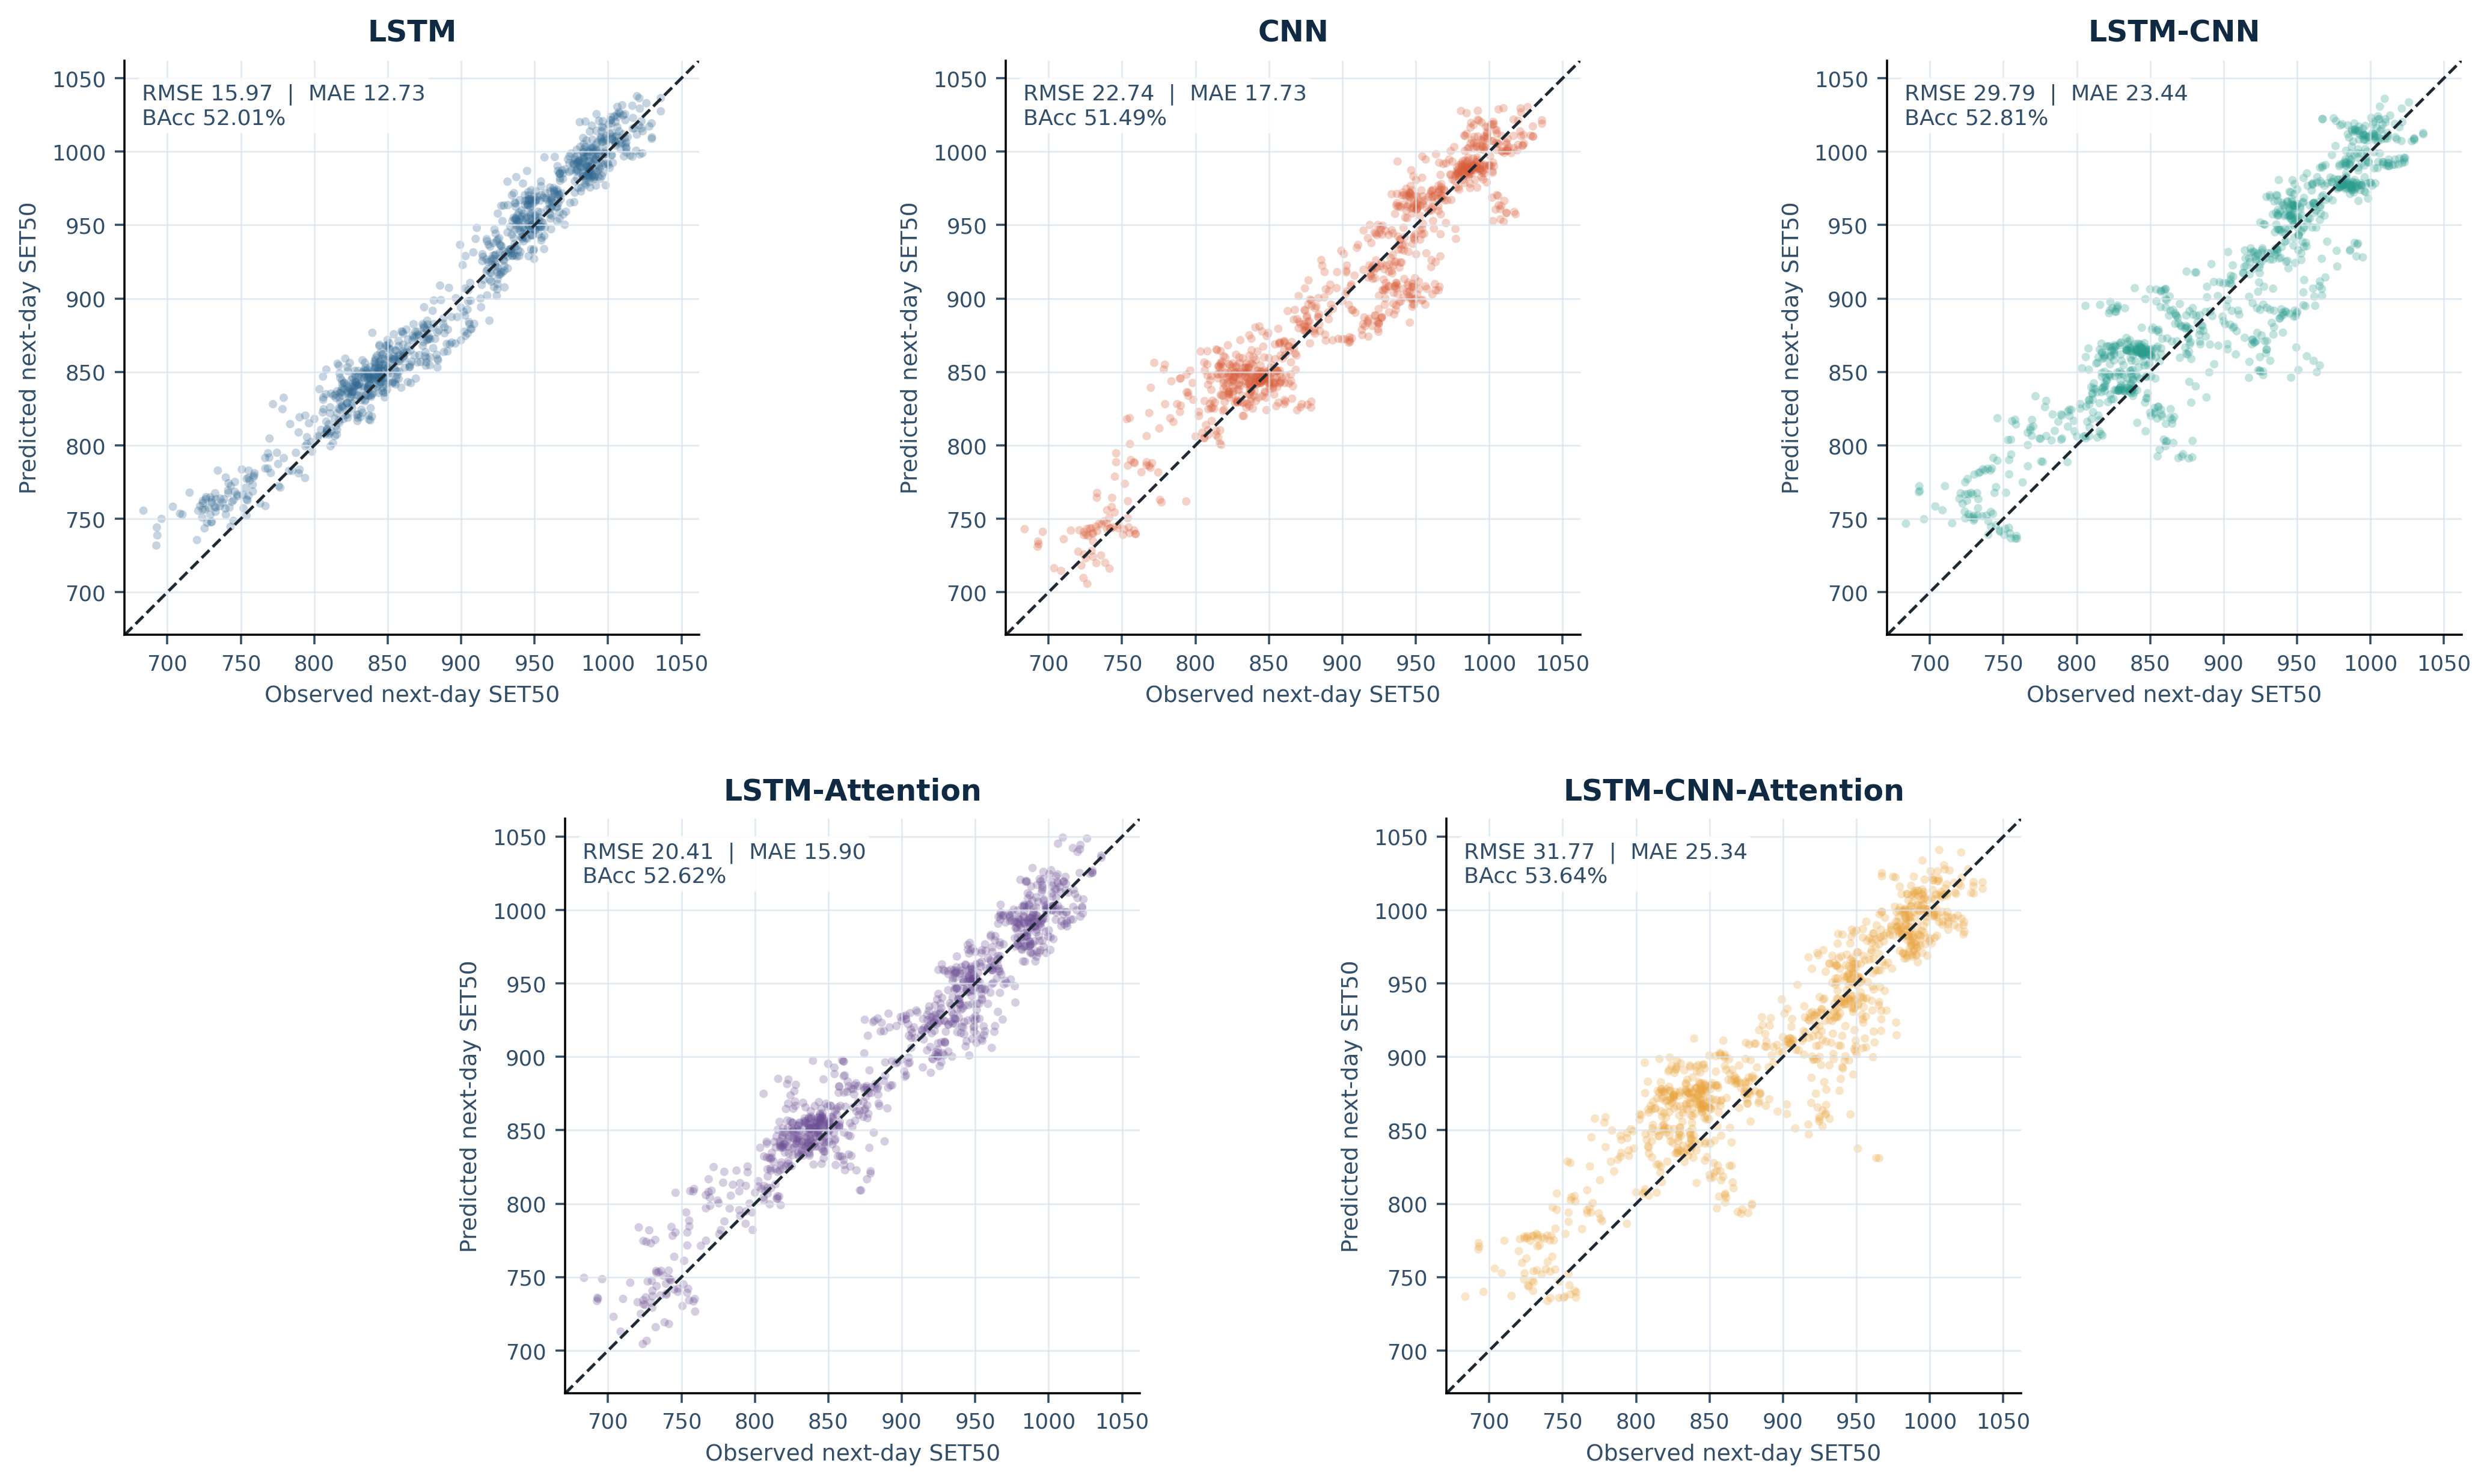 LSTM
RMSE 15.97 | MAE 12.73
BAcc 52.01%
1050
1000
950
900
850
800
750
700
Predicted next-day SET50
700 750 800 850 900 950 1000 1050
Observed next-day SET50
CNN
RMSE 22.74 | MAE 17.73
BAcc 51.49%
1050
1000
950
900
850
800
750
700
Predicted next-day SET50
700 750 800 850 900 950 1000 1050
Observed next-day SET50
LSTM-CNN
RMSE 29.79 | MAE 23.44
BAcc 52.81%
1050
1000
950
900
850
800
750
700
Predicted next-day SET50
700 750 800 850 900 950 1000 1050
Observed next-day SET50
LSTM-Attention
RMSE 20.41 | MAE 15.90
BAcc 52.62%
1050
1000
950
900
850
800
750
700
Predicted next-day SET50
700 750 800 850 900 950 1000 1050
Observed next-day SET50
LSTM-CNN-Attention
RMSE 31.77 | MAE 25.34
BAcc 53.64%
1050
1000
950
900
850
800
750
700
Predicted next-day SET50
700 750 800 850 900 950 1000 1050
Observed next-day SET50